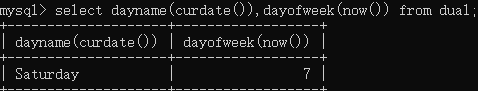 mysql> select dayname(curdate()),dayofweek(now()) from dual;
+--------------------+------------------+
| dayname(curdate()) | dayofweek(now()) |
+--------------------+------------------+
| Saturday           |                7 |
+--------------------+------------------+